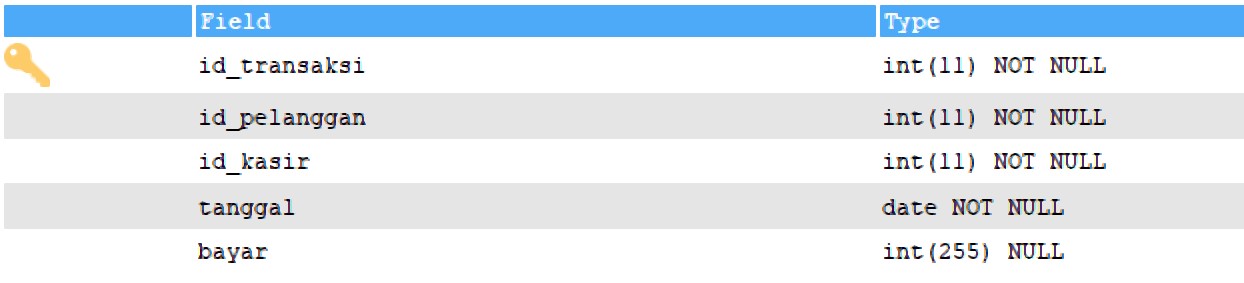 Field Type
id_transaksi int(11) NOT NULL
id_pelanggan int(11) NOT NULL
id_kasir int(11) NOT NULL
tanggal date NOT NULL
bayar int(255) NULL